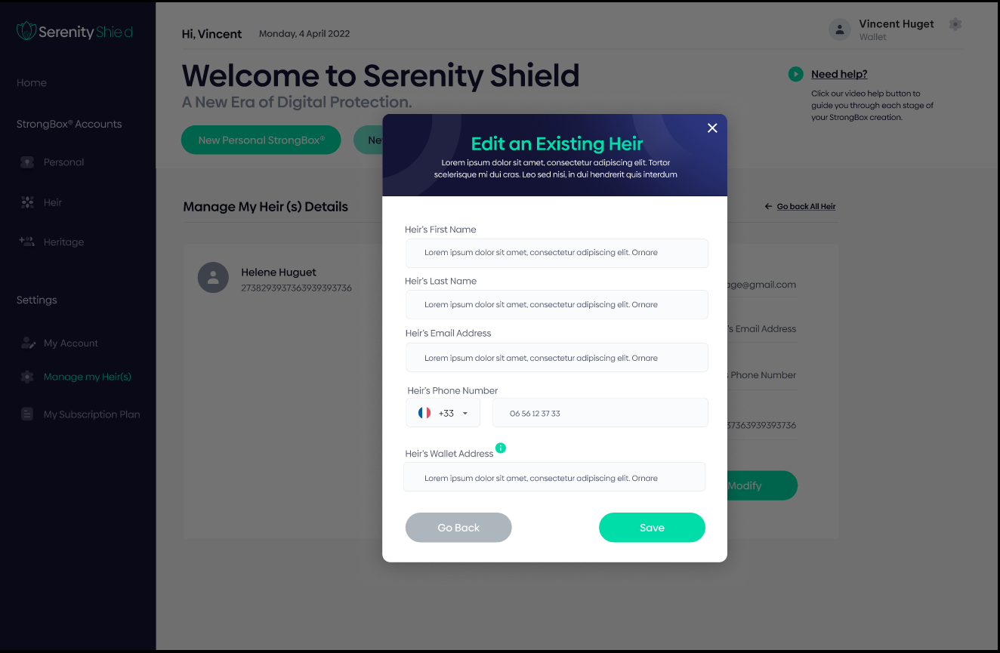 Serenity Shield
Hi, Vincent
Monday, 4 April 2022
Vincent Huget
Wallet
Home
StrongBox® Accounts
Personal
Heir
Heritage
Settings
My Account
Manage my Heir(s)
My Subscription Plan
Welcome to Serenity Shield
A New Era of Digital Protection.
New Personal StrongBox®
Ne
Need help?
Click our video help button to
guide you through each stage of
your StrongBox creation.
Manage My Heir (s) Details
Go back All Heir
Helene Huguet
2738293937363939393736
Edit an Existing Heir
Lorem ipsum dolor sit amet, consectetur adipiscing elit. Tortor
scelerisque mi dui cras. Leo sed nisi, in dui hendrerit quis interdum
Heir's First Name
Lorem ipsum dolor sit amet, consectetur adipiscing elit. Ornare
Heir's Last Name
Lorem ipsum dolor sit amet, consectetur adipiscing elit. Ornare
Heir's Email Address
Lorem ipsum dolor sit amet, consectetur adipiscing elit. Ornare
Heir's Phone Number
+33
06 56 12 37 33
Heir's Wallet Address
Lorem ipsum dolor sit amet, consectetur adipiscing elit. Ornare
Go Back
Save
age@gmail.com
's Email Address
Phone Number
37363939393736
Modify